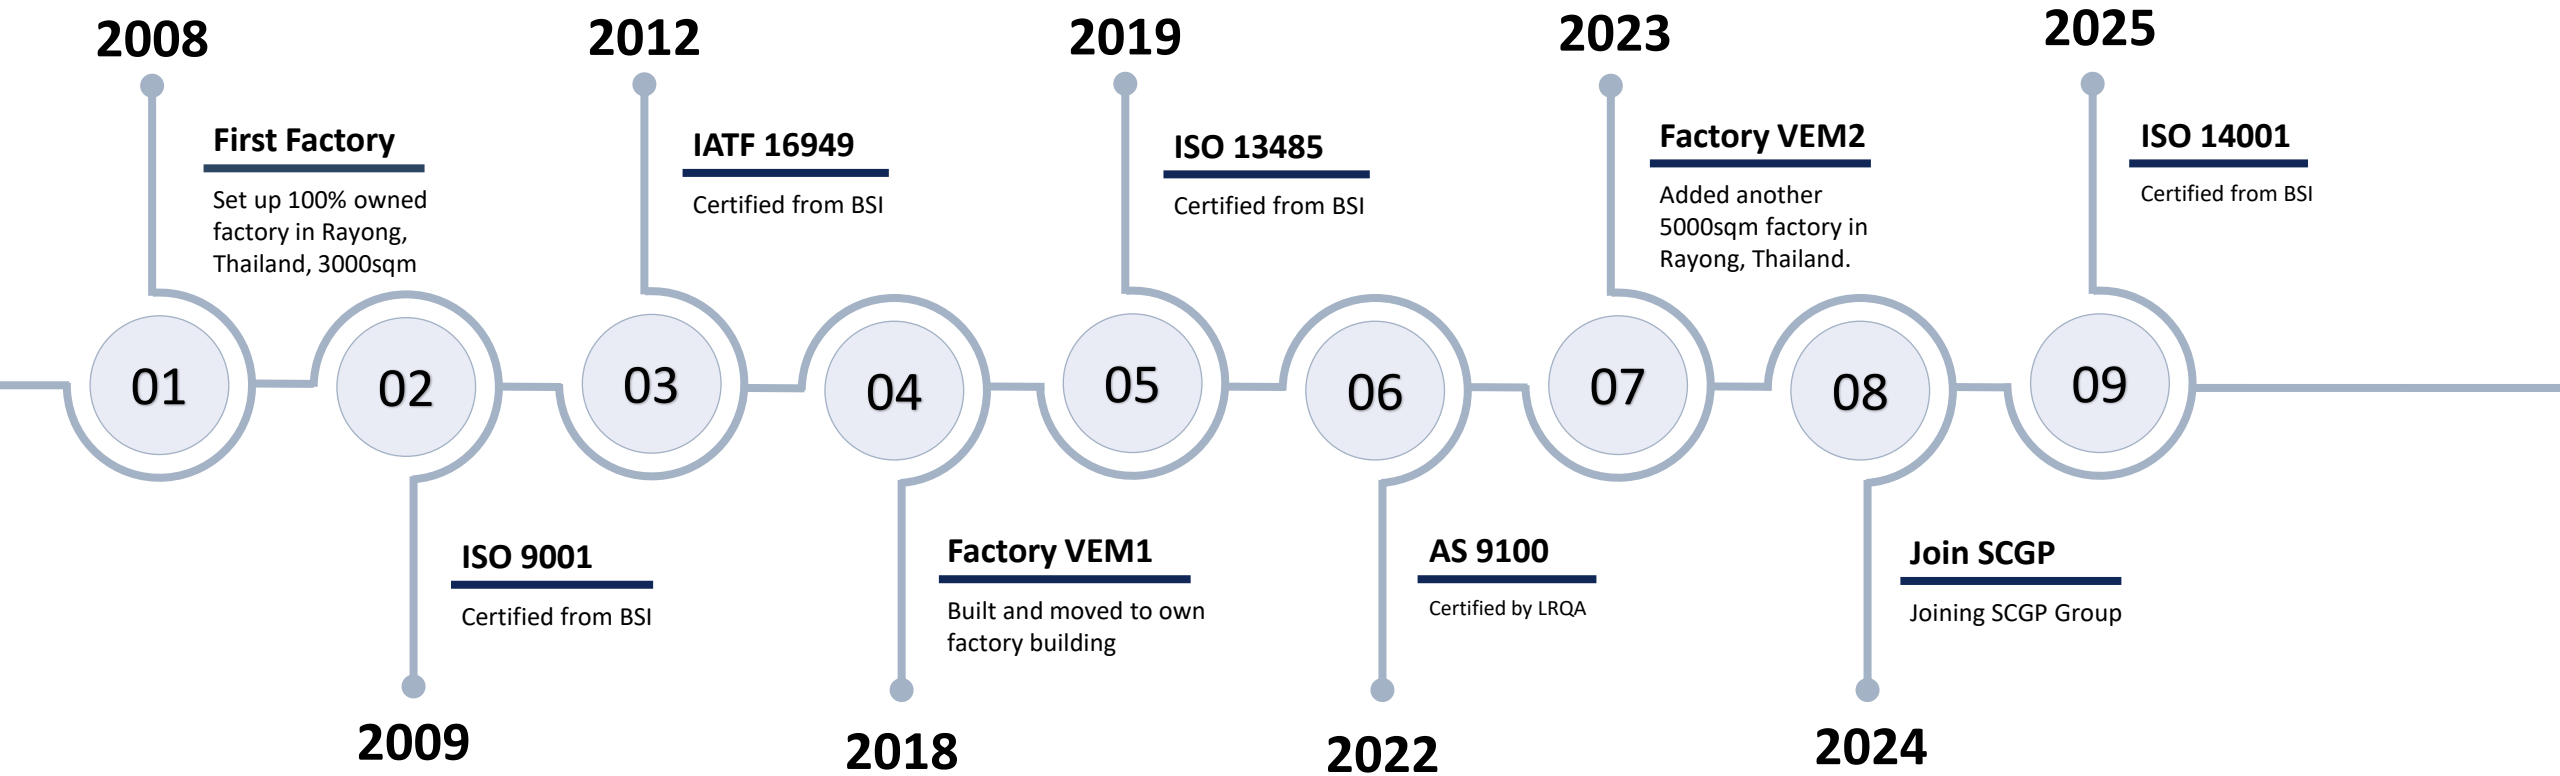 2008
First Factory
Set up 100% owned
factory in Rayong,
Thailand, 3000sqm
01
02
ISO 9001
Certified from BSI
2009
2012
IATF 16949
Certified from BSI
03
04
Factory VEM1
Built and moved to own
factory building
2018
2019
ISO 13485
Certified from BSI
05
06
AS 9100
Certified by LRQA
2022
2023
Factory VEM2
Added another
5000sqm factory in
Rayong, Thailand.
07
08
Join SCGP
Joining SCGP Group
2024
2025
ISO 14001
Certified from BSI
09